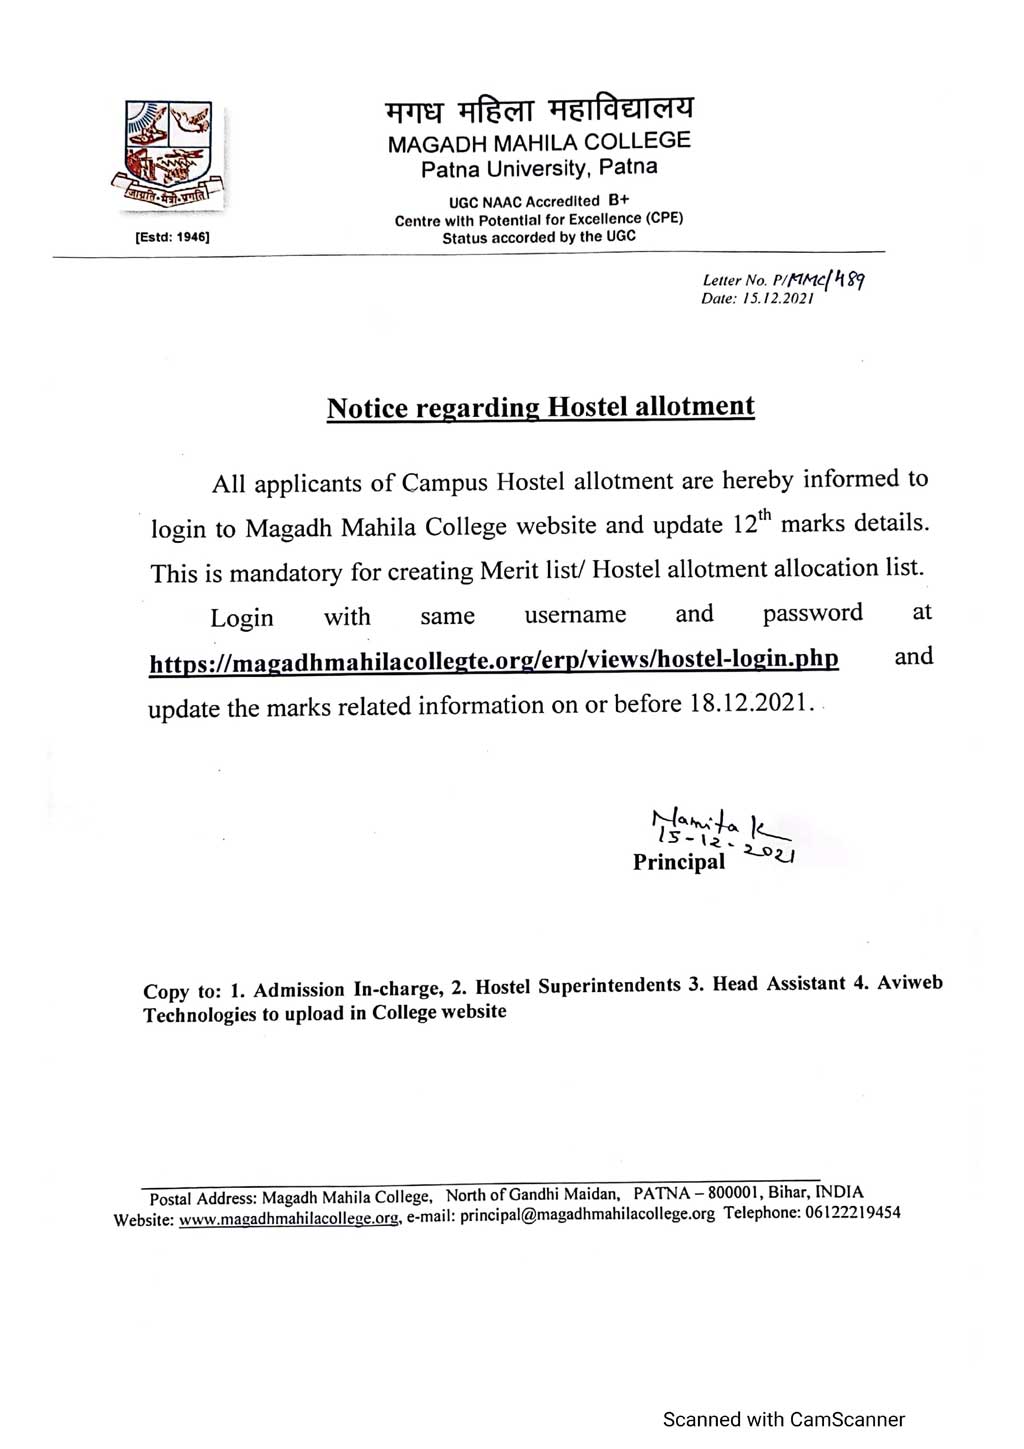 मगध महिला महाविद्यालय
MAGADH MAHILA COLLEGE
Patna University, Patna
UGC NAAC Accredited B+
Centre with Potential for Excellence (CPE)
Status accorded by the UGC
जाग्रति-मैत्री-प्रगति
[Estd: 1946]
Letter No. P/MMC/489
Date: 15.12.2021
Notice regarding Hostel allotment
All applicants of Campus Hostel allotment are hereby informed to
login to Magadh Mahila College website and update 12th marks details.
This is mandatory for creating Merit list/ Hostel allotment allocation list.
Login with same username and password at
https://magadhmahilacollegte.org/erp/views/hostel-login.php and
update the marks related information on or before 18.12.2021.
Namita K
15-12-2021
Principal
Copy to: 1. Admission In-charge, 2. Hostel Superintendents 3. Head Assistant 4. Aviweb
Technologies to upload in College website
Postal Address: Magadh Mahila College, North of Gandhi Maidan, PATNA – 800001, Bihar, INDIA
Website: www.magadhmahilacollege.org, e-mail: principal@magadhmahilacollege.org Telephone: 06122219454
Scanned with CamScanner